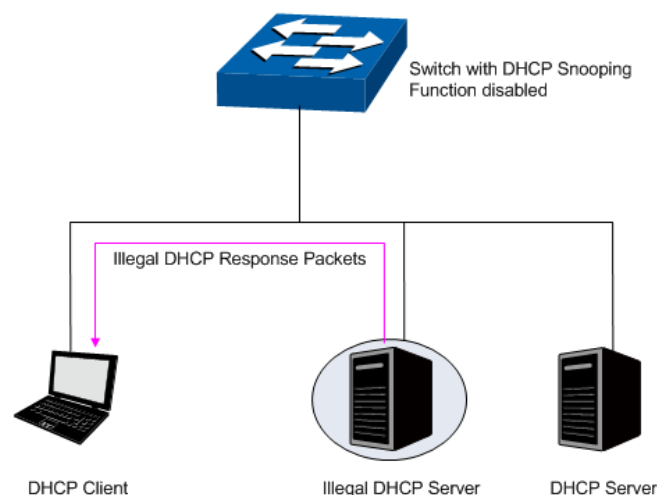 Switch with DHCP Snooping
Function disabled
Illegal DHCP Response Packets
DHCP Client
Illegal DHCP Server
DHCP Server